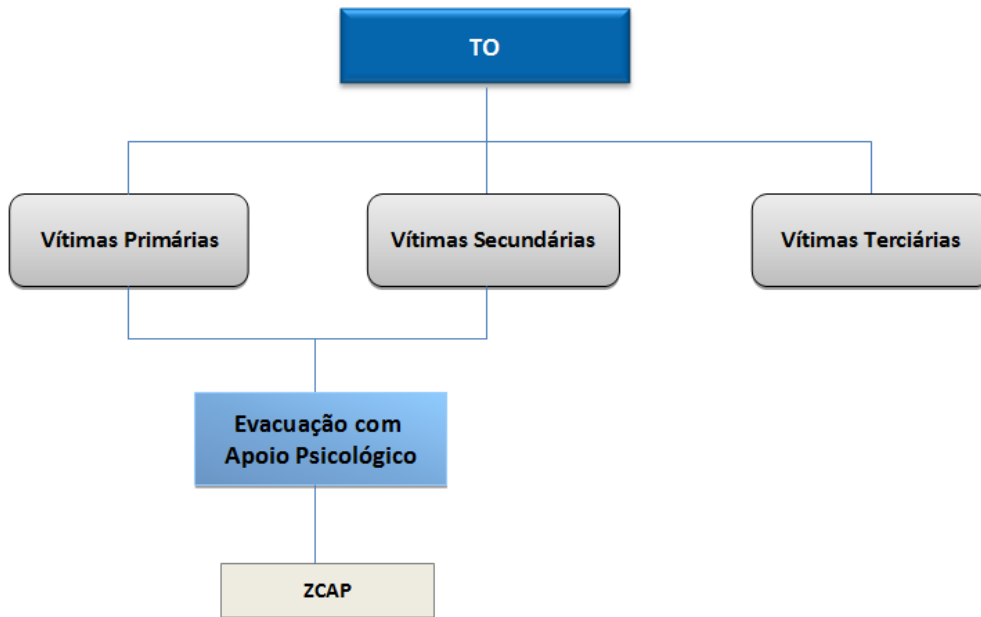 TO
Vítimas Primárias
Vítimas Secundárias
Vítimas Terciárias
Evacuação com
Apoio Psicológico
ZCAP